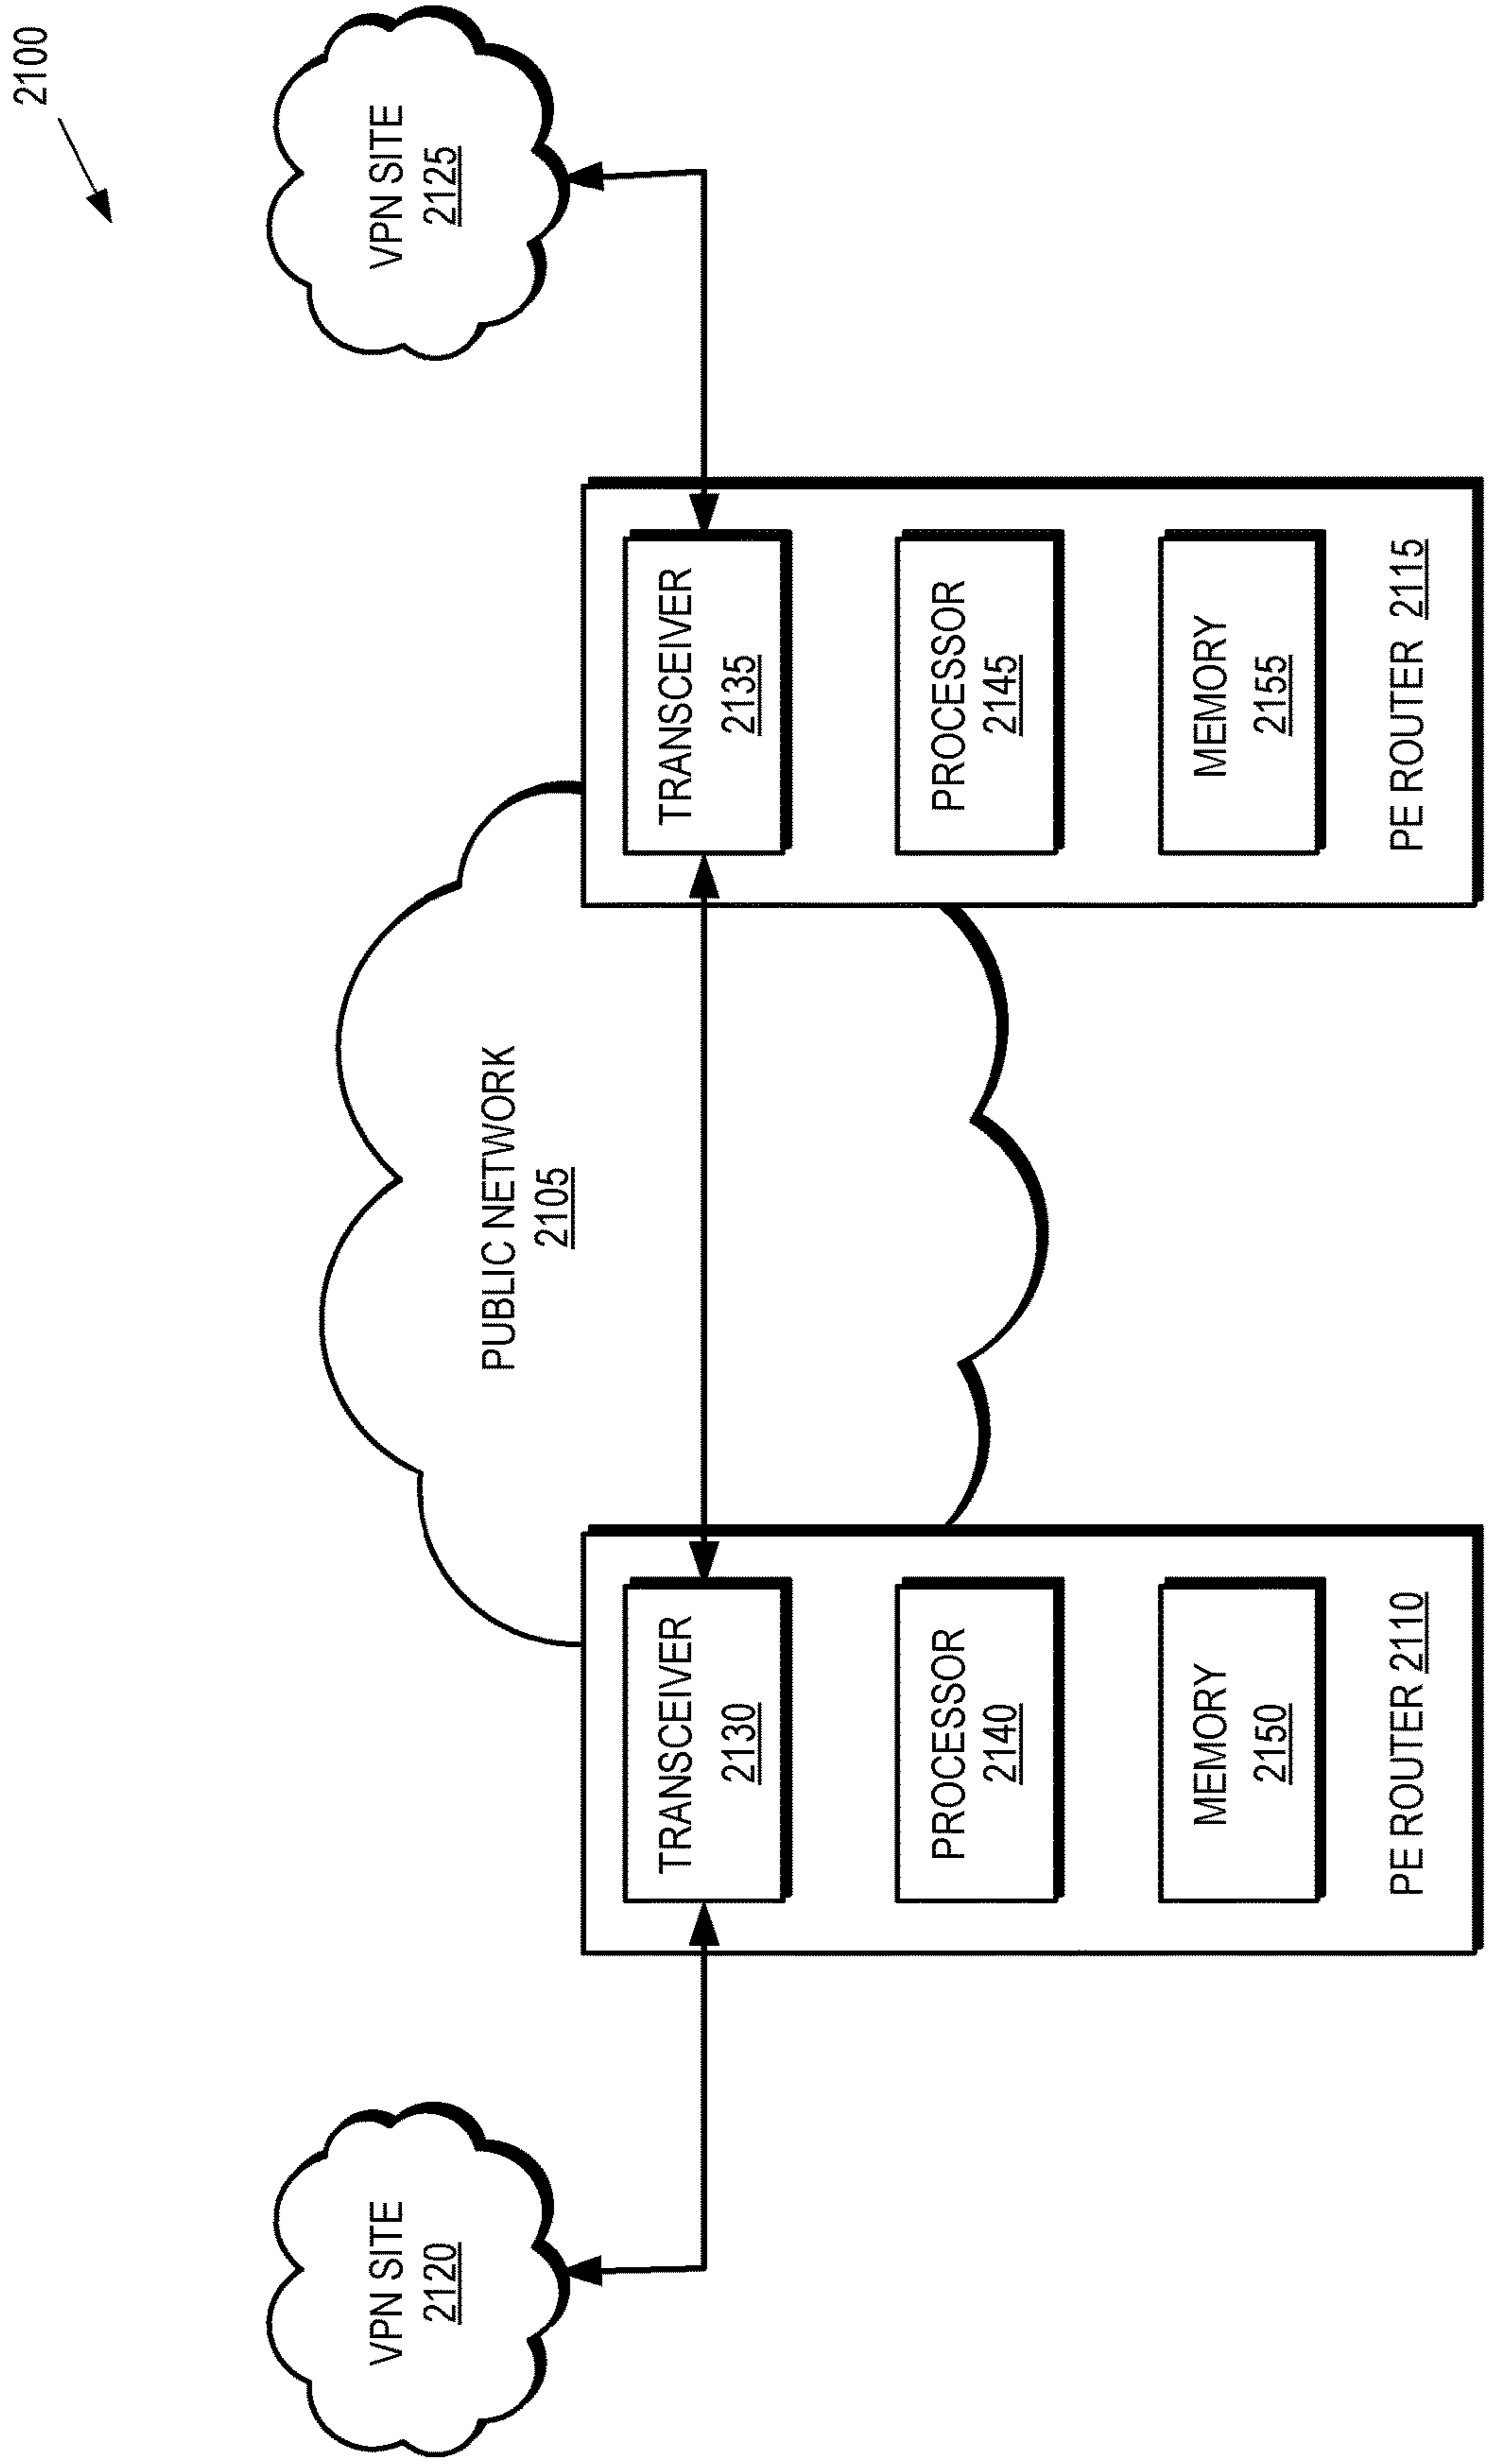 2100
VPN SITE
2120
VPN SITE
2125
PUBLIC NETWORK
2105
TRANSCEIVER
2130
PROCESSOR
2140
MEMORY
2150
PE ROUTER 2110
TRANSCEIVER
2135
PROCESSOR
2145
MEMORY
2155
PE ROUTER 2115